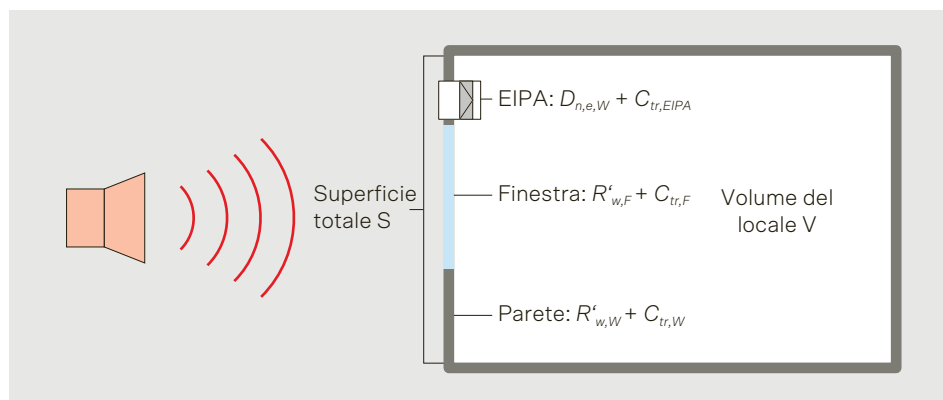 EIPA: Dn,e,W + Ctr,EIPA
Superficie
totale S
Finestra: R‘w,F + Ctr,F
Volume del
locale V
Parete: R‘w,W + Ctr,W